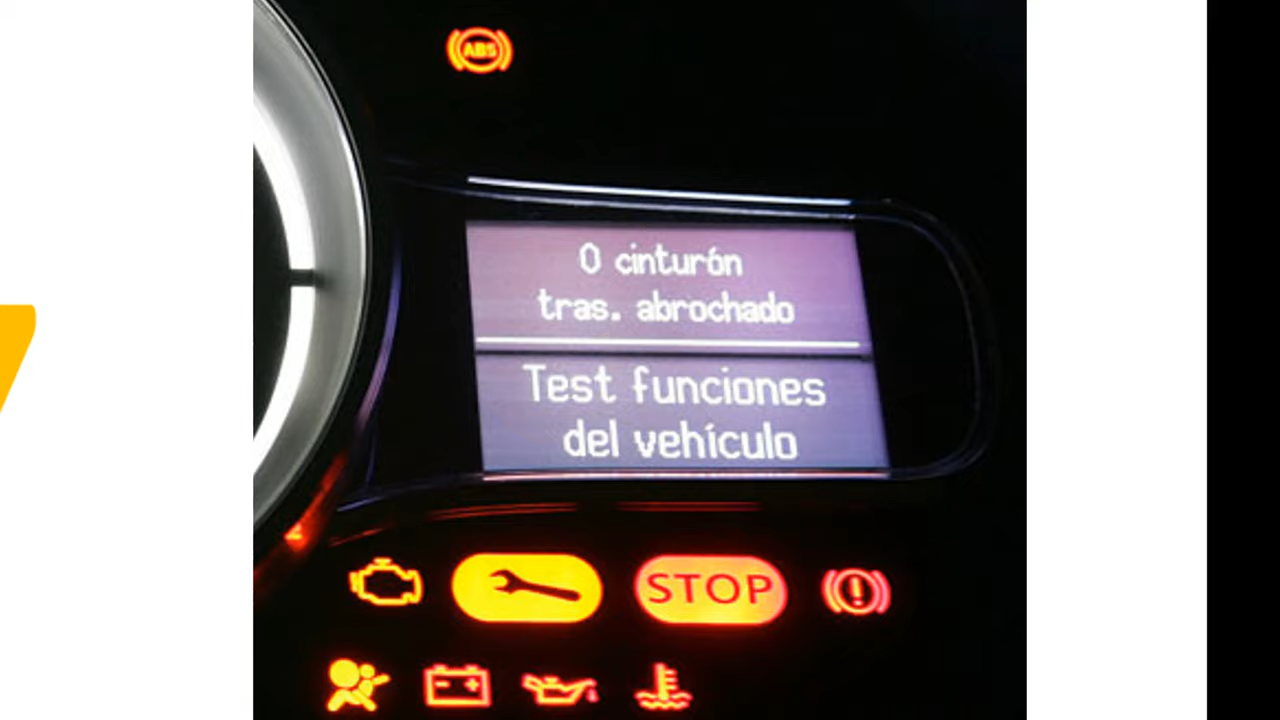 ABS
0 cinturón
tras. abrochado
Test funciones
del vehículo
STOP